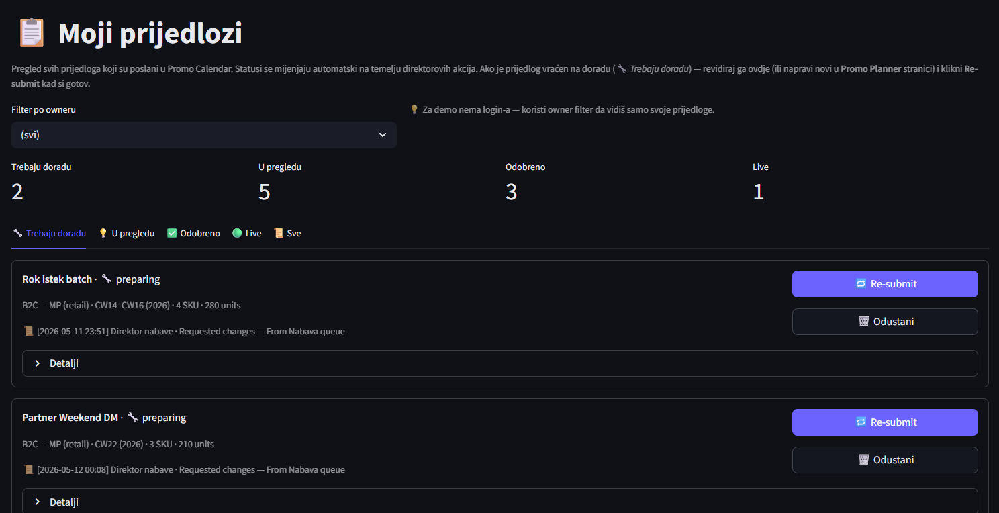 Moji prijedlozi
Pregled svih prijedloga koji su poslani u Promo Calendar. Statusi se mijenjaju automatski na temelju direktorovih akcija. Ako je prijedlog vraćen na doradu ( 🔧 Trebaju doradu) — revidiraj ga ovdje (ili napravi novi u Promo Planner stranici) i klikni Re-
submit kad si gotov.
Filter po owneru
💡 Za demo nema login-a — koristi owner filter da vidiš samo svoje prijedloge.
(svi)
Trebaju doradu
U pregledu
Odobreno
Live
2
5
3
1
🔧 Trebaju doradu 💡 U pregledu ✅ Odobreno 🟢 Live 📜 Sve
Rok istek batch · 🔧 preparing
🔁 Re-submit
B2C — MP (retail) · CW14–CW16 (2026) · 4 SKU · 280 units
🗑️ Odustani
📜 [2026-05-11 23:51] Direktor nabave · Requested changes — From Nabava queue
Detalji
Partner Weekend DM · 🔧 preparing
🔁 Re-submit
B2C — MP (retail) · CW22 (2026) · 3 SKU · 210 units
🗑️ Odustani
📜 [2026-05-12 00:08] Direktor nabave · Requested changes — From Nabava queue
Detalji